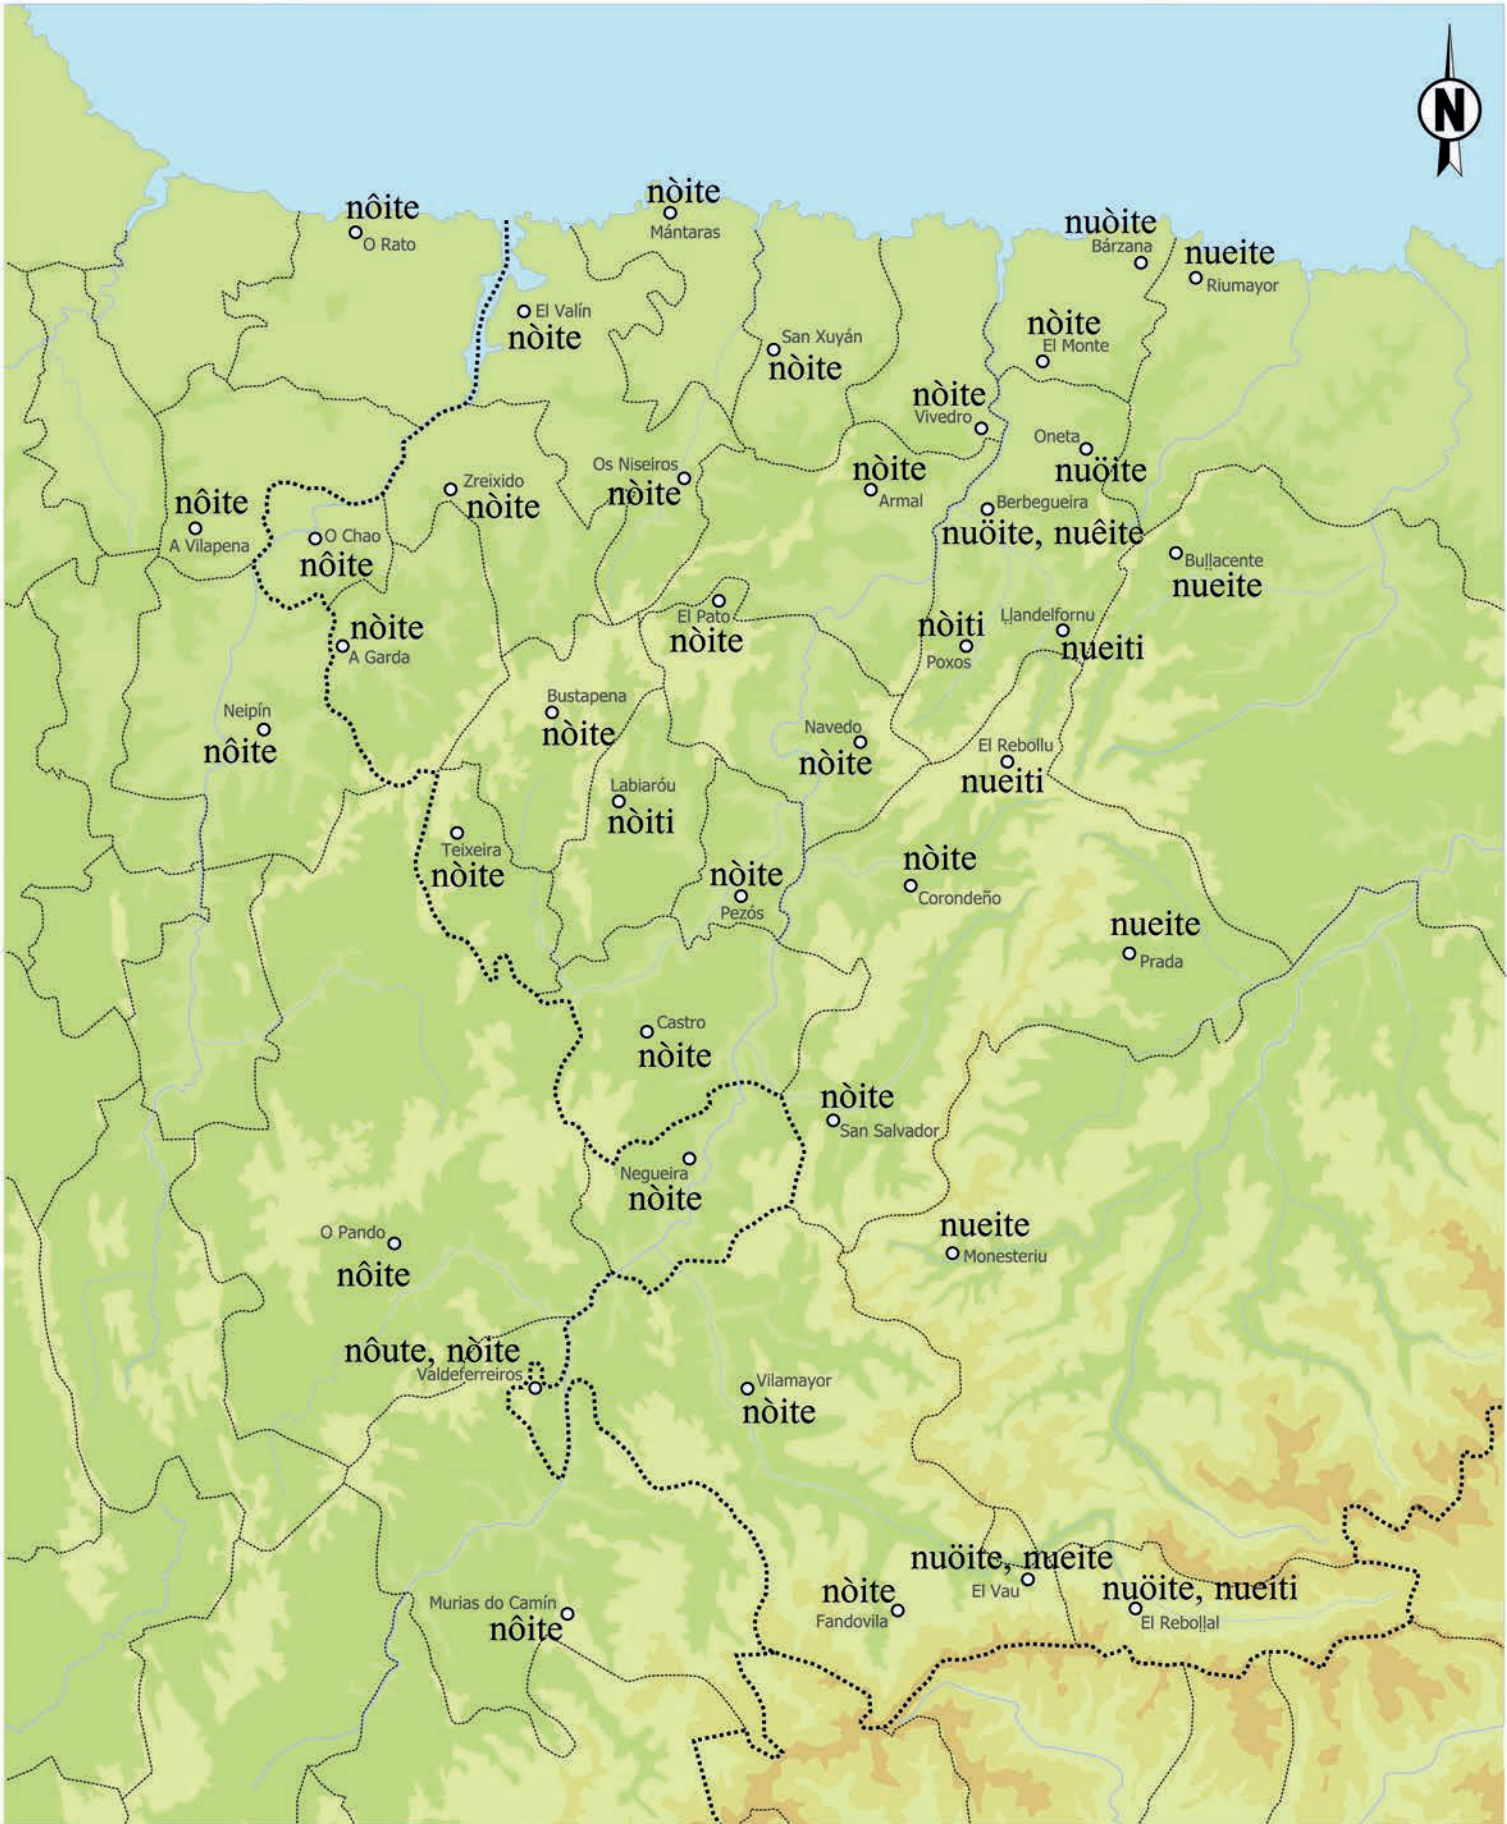 N
nòite
Mántaras
nôite
O Rato
nuòite
Bárzana
nueite
Riumayor
El Valín
nòite
nòite
El Monte
San Xuyán
nòite
nòite
Vivedro
Oneta
nuöite
Os Niseiros
nòite
nòite
Armal
Zreixido
nòite
nôite
A Vilapena
Berbegueira
nuöite, nuêite
O Chao
nôite
Buḷḷacente
nueite
El Pato
nòite
nòite
A Garda
nòiti
Poxos
Ḷḷandelfornu
nueiti
Bustapena
nòite
Neipín
nôite
Navedo
nòite
El Rebollu
nueiti
Labiaróu
nòiti
Teixeira
nòite
nòite
Pezós
nòite
Corondeño
nueite
Prada
Castro
nòite
nòite
San Salvador
Negueira
nòite
O Pando
nôite
nueite
Monesteriu
nôute, nòite
Valdeferreiros
Vilamayor
nòite
nuöite, nueite
El Vau
nuöite, nueiti
El Reboḷḷal
nòite
Fandovila
Murias do Camín
nôite